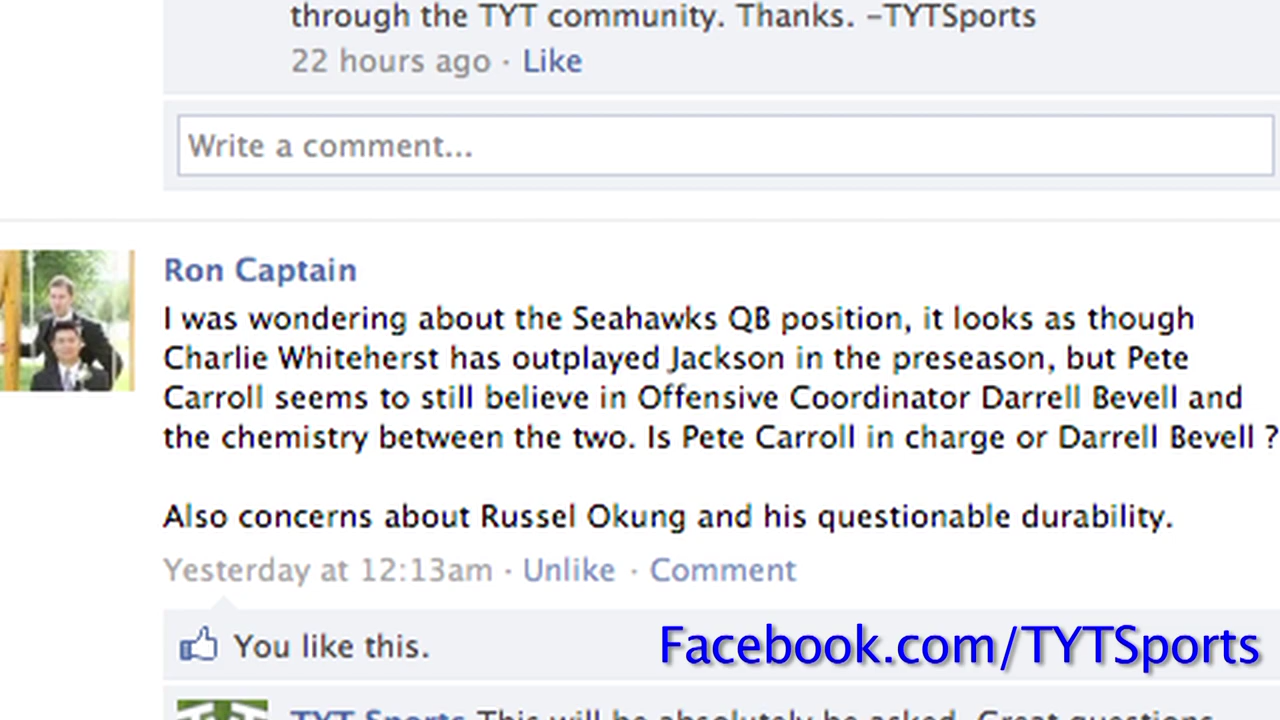 through the TYT community. Thanks. –TYTSports
22 hours ago · Like
Write a comment...
Ron Captain
I was wondering about the Seahawks QB position, it looks as though
Charlie Whiteherst has outplayed Jackson in the preseason, but Pete
Carroll seems to still believe in Offensive Coordinator Darrell Bevell and
the chemistry between the two. Is Pete Carroll in charge or Darrell Bevell ?
Also concerns about Russel Okung and his questionable durability.
Yesterday at 12:13am · Unlike · Comment
You like this.
Facebook.com/TYTSports
TYT Sports This will be absolutely be asked. Great questions